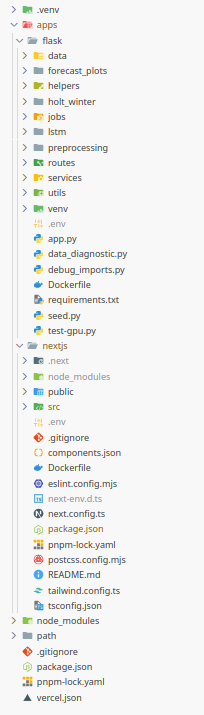 .venv
apps
flask
data
forecast_plots
helpers
holt_winter
jobs
lstm
preprocessing
routes
services
utils
venv
.env
app.py
data_diagnostic.py
debug_imports.py
Dockerfile
requirements.txt
seed.py
test-gpu.py
nextjs
.next
node_modules
public
src
.env
.gitignore
components.json
Dockerfile
eslint.config.mjs
next-env.d.ts
next.config.ts
package.json
pnpm-lock.yaml
postcss.config.mjs
README.md
tailwind.config.ts
tsconfig.json
node_modules
path
.gitignore
package.json
pnpm-lock.yaml
vercel.json